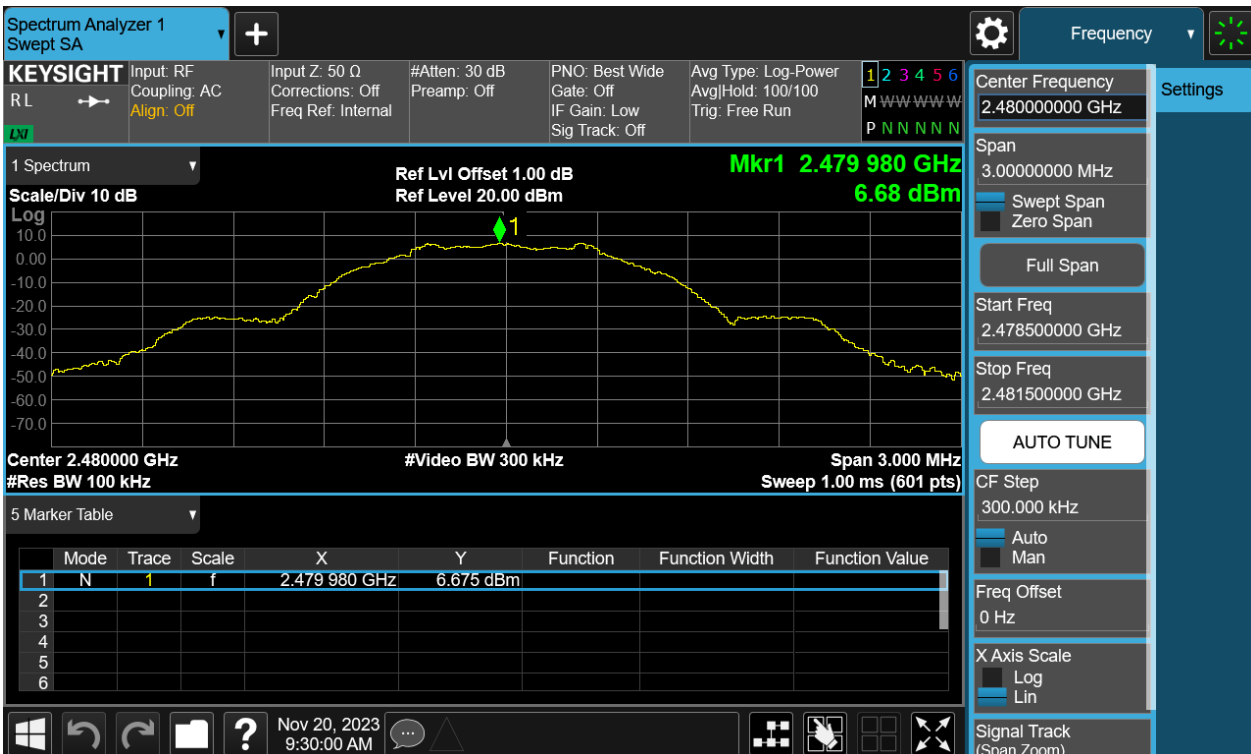 Spectrum Analyzer 1
Swept SA
Frequency
KEYSIGHT
R L
LXI
Input: RF
Coupling: AC
Align: Off
Input Z: 50 Ω
Corrections: Off
Freq Ref: Internal
#Atten: 30 dB
Preamp: Off
PNO: Best Wide
Gate: Off
IF Gain: Low
Sig Track: Off
Avg Type: Log-Power
Avg|Hold: 100/100
Trig: Free Run
1 2 3 4 5 6
M W W W W W
P N N N N N
1 Spectrum
Scale/Div 10 dB
Ref Lvl Offset 1.00 dB
Ref Level 20.00 dBm
Mkr1 2.479 980 GHz
6.68 dBm
Log
10.0
0.00
-10.0
-20.0
-30.0
-40.0
-50.0
-60.0
-70.0
1
Center 2.480000 GHz
#Res BW 100 kHz
#Video BW 300 kHz
Span 3.000 MHz
Sweep 1.00 ms (601 pts)
5 Marker Table
Mode Trace Scale X Y Function Function Width Function Value
1 N 1 f 2.479 980 GHz 6.675 dBm
2
3
4
5
6
Nov 20, 2023
9:30:00 AM
Center Frequency
2.480000000 GHz
Settings
Span
3.00000000 MHz
Swept Span
Zero Span
Full Span
Start Freq
2.478500000 GHz
Stop Freq
2.481500000 GHz
AUTO TUNE
CF Step
300.000 kHz
Auto
Man
Freq Offset
0 Hz
X Axis Scale
Log
Lin
Signal Track
(Span Zoom)